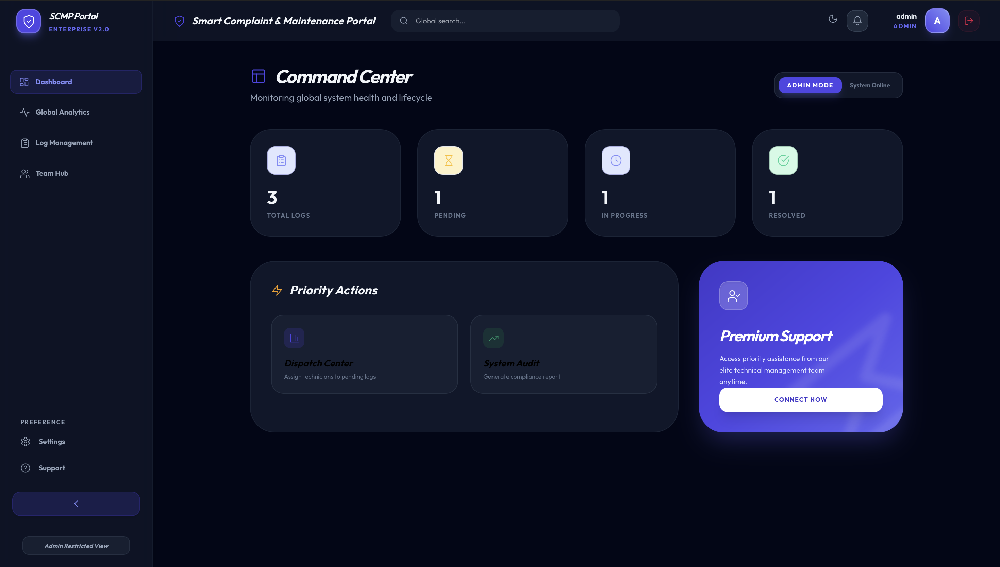 SCMP Portal
ENTERPRISE V2.0
Dashboard
Global Analytics
Log Management
Team Hub
PREFERENCE
Settings
Support
Admin Restricted View
Smart Complaint & Maintenance Portal
Global search...
admin
ADMIN
A
Command Center
Monitoring global system health and lifecycle
ADMIN MODE
System Online
3
TOTAL LOGS
1
PENDING
1
IN PROGRESS
1
RESOLVED
Priority Actions
Dispatch Center
Assign technicians to pending logs
System Audit
Generate compliance report
Premium Support
Access priority assistance from our
elite technical management team
anytime.
CONNECT NOW